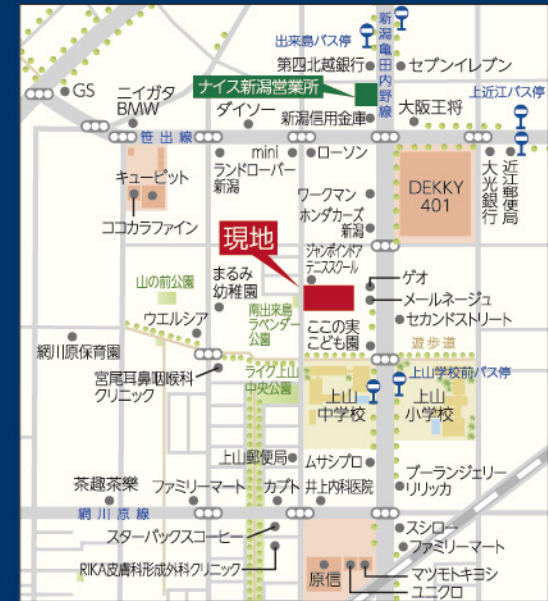 出来島バス停
新潟亀田内野線
第四北越銀行
セブンイレブン
GS
ニイガタ
BMW
ナイス新潟営業所
ダイソー
新潟信用金庫
大阪王将
上近江バス停
笹出線
mini
ローソン
ランドローバー
新潟
キューピット
ココカラファイン
ワークマン
ホンダカーズ
新潟
DEKKY
401
大光銀行
近江郵便局
現地
ジャンボインドア
テニススクール
ゲオ
メールネージュ
セカンドストリート
山の前公園
まるみ
幼稚園
南出来島
ラベンダー
公園
ウエルシア
ここの実
こども園
遊歩道
網川原保育園
宮尾耳鼻咽喉科
クリニック
ライグ上山
中央公園
上山学校前バス停
上山
中学校
上山
小学校
上山郵便局
ムサシプロ
ブーランジェリー
リリッカ
茶趣茶樂
ファミリーマート
カプト
井上内科医院
網川原線
スターバックスコーヒー
スシロー
ファミリーマート
RIKA皮膚科形成外科クリニック
原信
マツモトキヨシ
ユニクロ